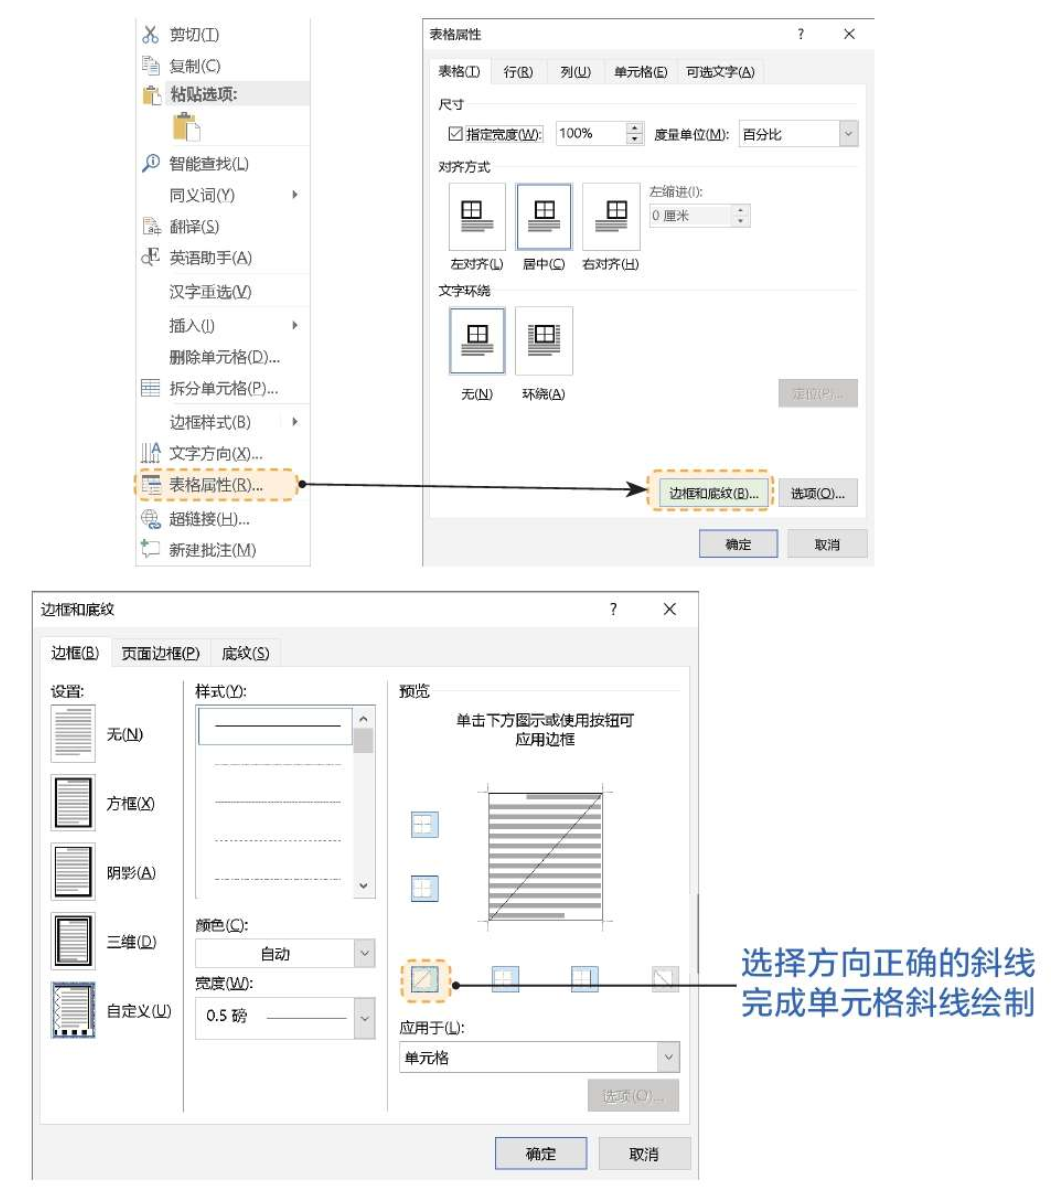 剪切(T)
复制(C)
粘贴选项:
智能查找(L)
同义词(Y)
翻译(S)
英语助手(A)
汉字重选(V)
插入(I)
删除单元格(D)...
拆分单元格(P)...
边框样式(B)
文字方向(X)...
表格属性(R)...
超链接(H)...
新建批注(M)
表格属性
?
表格(T) 行(R) 列(U) 单元格(E) 可选文字(A)
尺寸
指定宽度(W): 100% 度量单位(M): 百分比
对齐方式
左缩进(I):
0 厘米
左对齐(L) 居中(C) 右对齐(H)
文字环绕
无(N) 环绕(A)
定位(P)...
边框和底纹(B)... 选项(O)...
确定 取消
边框和底纹
?
边框(B) 页面边框(P) 底纹(S)
设置:
无(N)
方框(X)
阴影(A)
三维(D)
自定义(U)
样式(Y):
颜色(C):
自动
宽度(W):
0.5 磅
预览
单击下方图示或使用按钮可
应用边框
应用于(L):
单元格
选项(O)...
确定 取消
选择方向正确的斜线
完成单元格斜线绘制